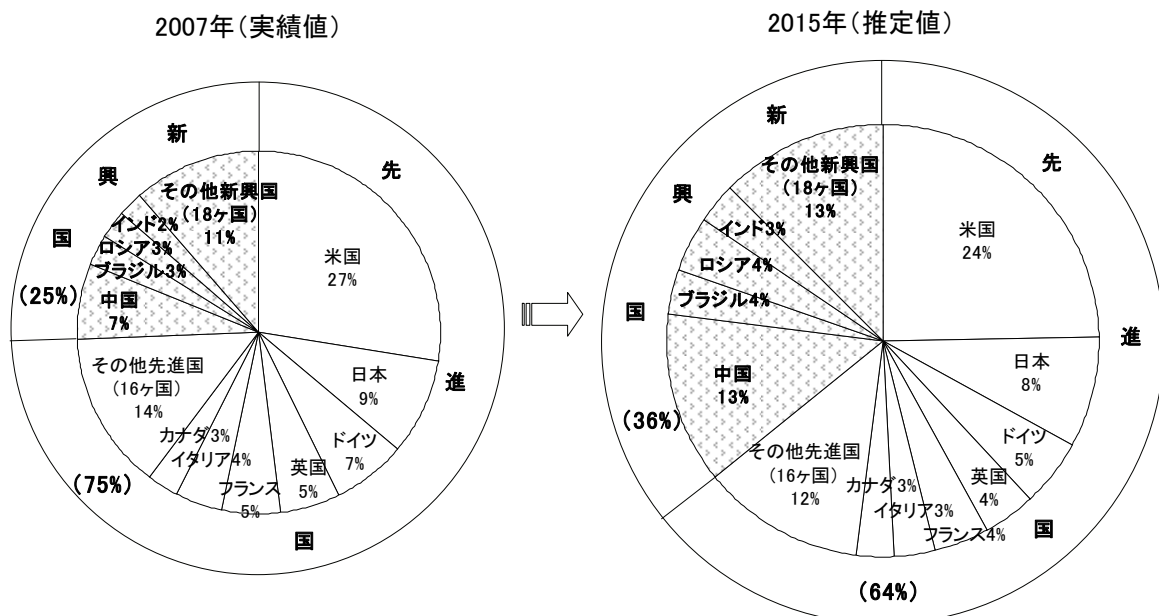 2007年(実績値)
新
興
国
(25%)
先
進
国
(75%)
その他新興国
(18ヶ国)
11%
インド2%
ロシア3%
ブラジル3%
中国
7%
米国
27%
日本
9%
ドイツ
7%
英国
5%
フランス
5%
イタリア4%
カナダ3%
その他先進国
(16ヶ国)
14%
2015年(推定値)
新
興
国
(36%)
先
進
国
(64%)
その他新興国
(18ヶ国)
13%
インド3%
ロシア4%
ブラジル4%
中国
13%
米国
24%
日本
8%
ドイツ
5%
英国
4%
フランス4%
イタリア3%
カナダ3%
その他先進国
(16ヶ国)
12%